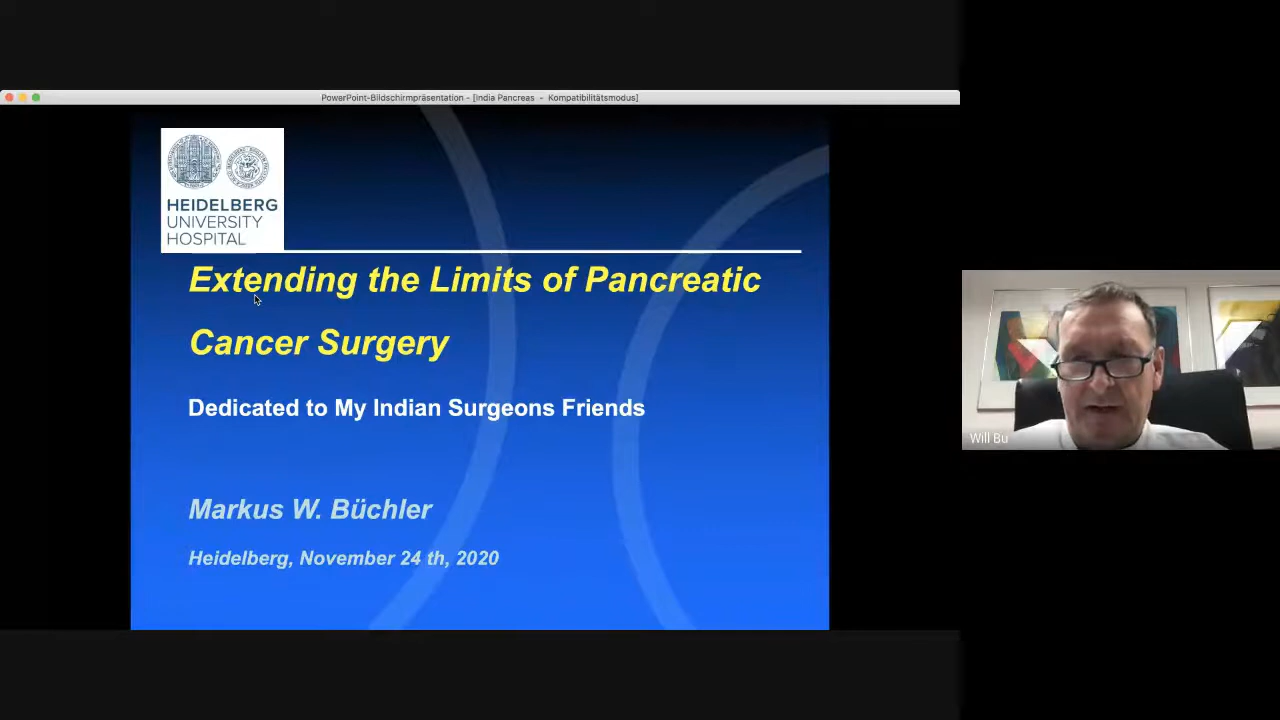 PowerPoint-Bildschirmpräsentation - [India Pancreas - Kompatibilitätsmodus]
HEIDELBERG
UNIVERSITY
HOSPITAL
Extending the Limits of Pancreatic
Cancer Surgery
Dedicated to My Indian Surgeons Friends
Markus W. Büchler
Heidelberg, November 24 th, 2020
Will Bu